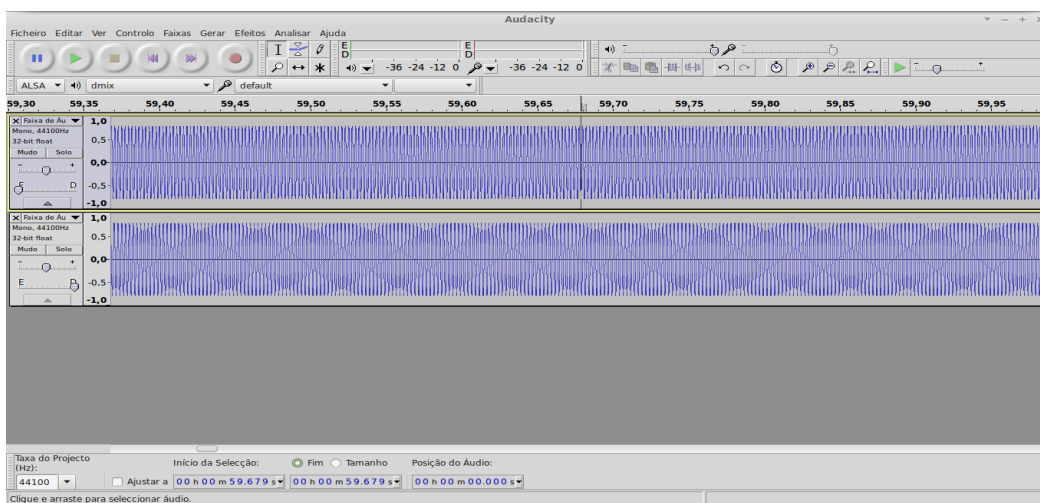 Audacity
Ficheiro Editar Ver Controlo Faixas Gerar Efeitos Analisar Ajuda
E
D
-36 -24 -12 0
E
D
-36 -24 -12 0
ALSA
dmix
default
59,30 59,35 59,40 59,45 59,50 59,55 59,60 59,65 59,70 59,75 59,80 59,85 59,90 59,95
Faixa de Áu
Mono, 44100Hz
32-bit float
Mudo Solo
- +
E D
1,0
0.5
0,0
-0.5
-1,0
Faixa de Áu
Mono, 44100Hz
32-bit float
Mudo Solo
- +
E D
1,0
0.5
0,0
-0.5
-1,0
Taxa do Projecto
(Hz):
Início da Selecção:
Fim
Tamanho
Posição do Áudio:
44100
Ajustar a
00 h 00 m 59.679 s
00 h 00 m 59.679 s
00 h 00 m 00.000 s
Clique e arraste para seleccionar áudio.